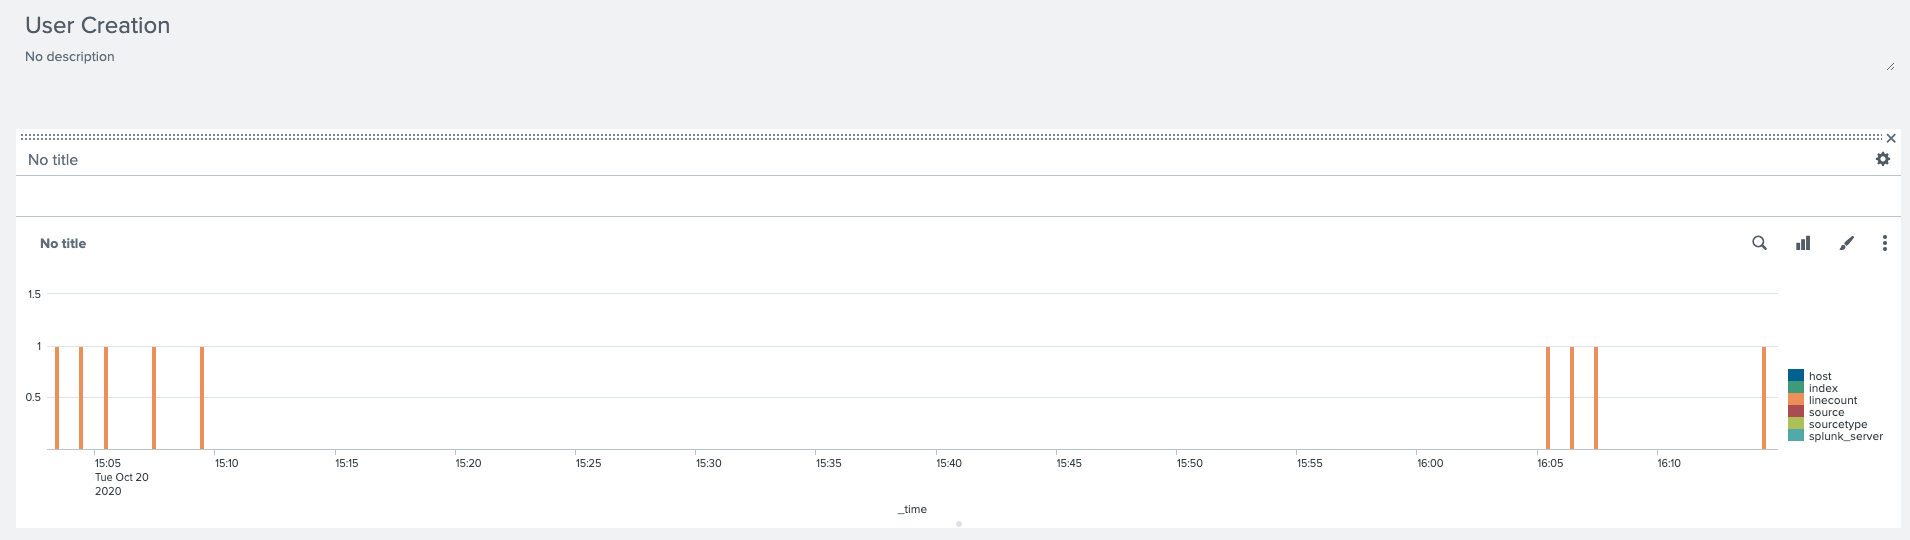 User Creation
No description
No title
No title
1.5
1
0.5
host
index
linecount
source
sourcetype
splunk_server
15:05 15:10 15:15 15:20 15:25 15:30 15:35 15:40 15:45 15:50 15:55 16:00 16:05 16:10
Tue Oct 20
2020
_time